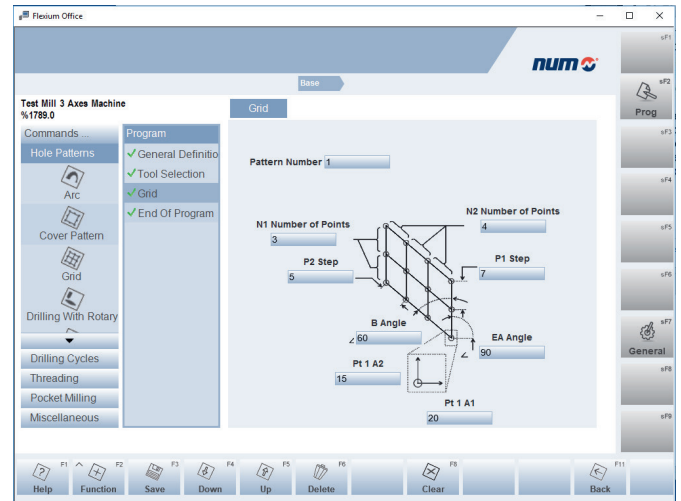 Flexium Office
num
sF1
Base
sF2
Prog
Test Mill 3 Axes Machine
%1789.0
Grid
Commands ...
Program
sF3
Hole Patterns
General Definitio
Pattern Number 1
Tool Selection
Arc
Grid
sF4
End Of Program
Cover Pattern
N1 Number of Points
3
N2 Number of Points
4
sF5
P2 Step
5
P1 Step
7
Grid
sF6
Drilling With Rotary
B Angle
60
EA Angle
90
sF7
General
Drilling Cycles
Pt 1 A2
15
sF8
Threading
Pocket Milling
Pt 1 A1
20
Miscellaneous
sF9
F1
Help
F2
Function
F3
Save
F4
Down
F5
Up
F6
Delete
F8
Clear
F11
Back